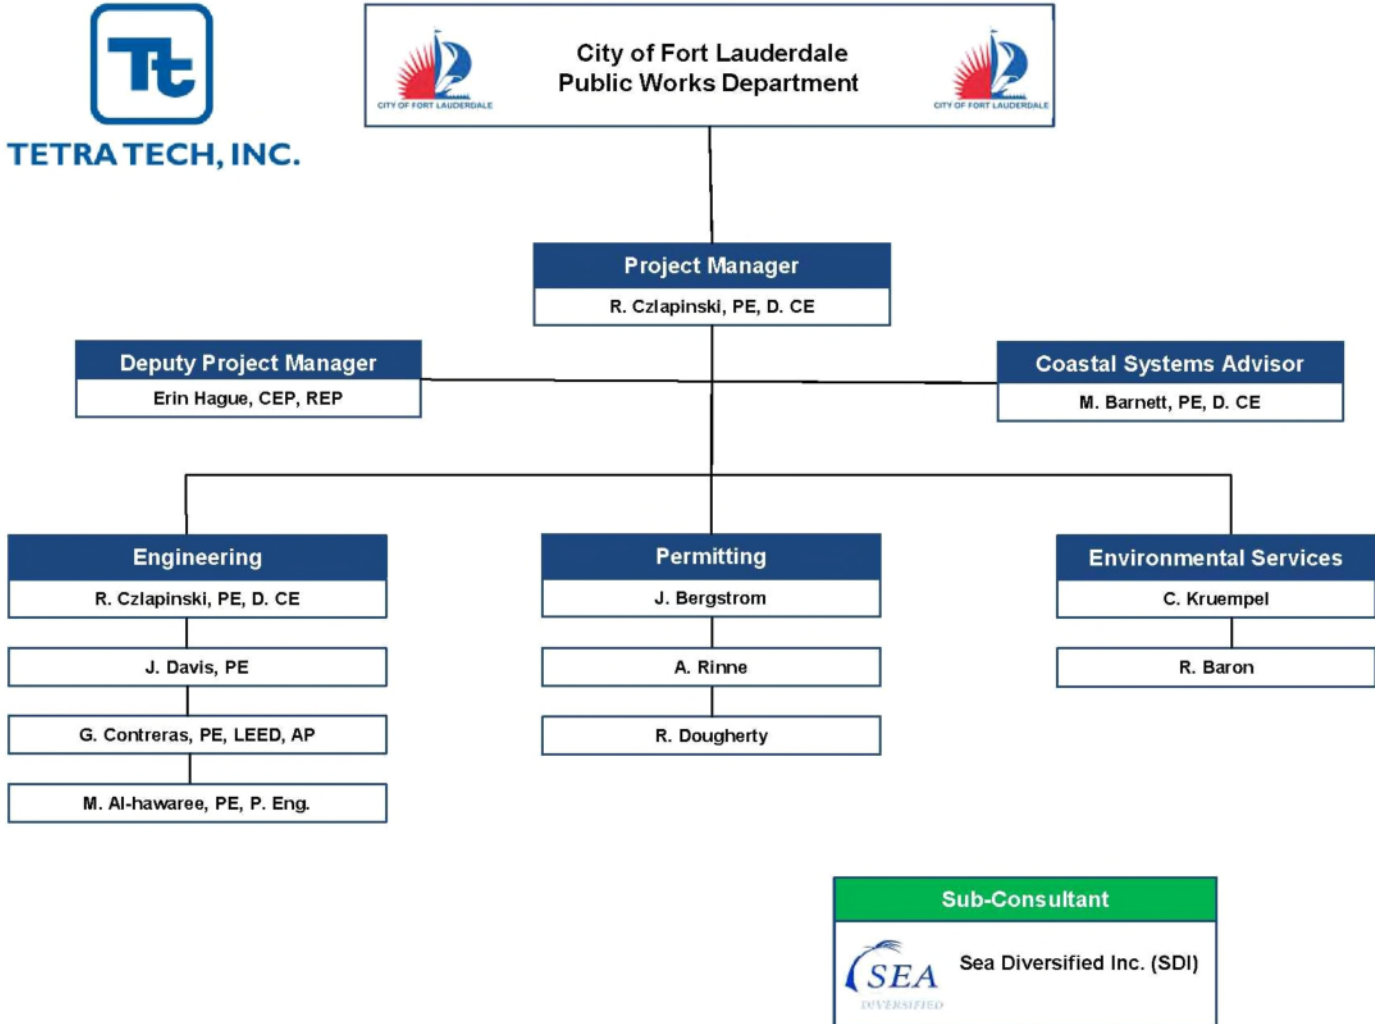 Tt
TETRA TECH, INC.
City of Fort Lauderdale
Public Works Department
CITY OF FORT LAUDERDALE
CITY OF FORT LAUDERDALE
Project Manager
R. Czlapinski, PE, D. CE
Deputy Project Manager
Erin Hague, CEP, REP
Coastal Systems Advisor
M. Barnett, PE, D. CE
Engineering
R. Czlapinski, PE, D. CE
J. Davis, PE
G. Contreras, PE, LEED, AP
M. Al-hawaree, PE, P. Eng.
Permitting
J. Bergstrom
A. Rinne
R. Dougherty
Environmental Services
C. Kruempel
R. Baron
Sub-Consultant
SEA
DIVERSIFIED
Sea Diversified Inc. (SDI)